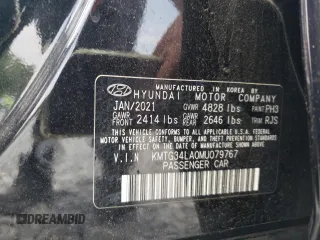 MANUFACTURED IN KOREA BY
HYUNDAI MOTOR COMPANY
JAN/2021 GVWR 4828 lbs PAINT PH3
GAWR FRONT 2414 lbs GAWR REAR 2646 lbs TRIM RJS
THIS VEHICLE CONFORMS TO ALL APPLICABLE
U.S. FEDERAL MOTOR VEHICLE SAFETY, BUMPER,
AND THEFT PREVENTION STANDARDS
IN EFFECT ON THE DATE OF
MANUFACTURE SHOWN ABOVE.
V.I.N KMTG34LA0MU079767
PASSENGER CAR
AUTOBIDMASTER